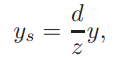 y_s = \frac{d}{z} y,